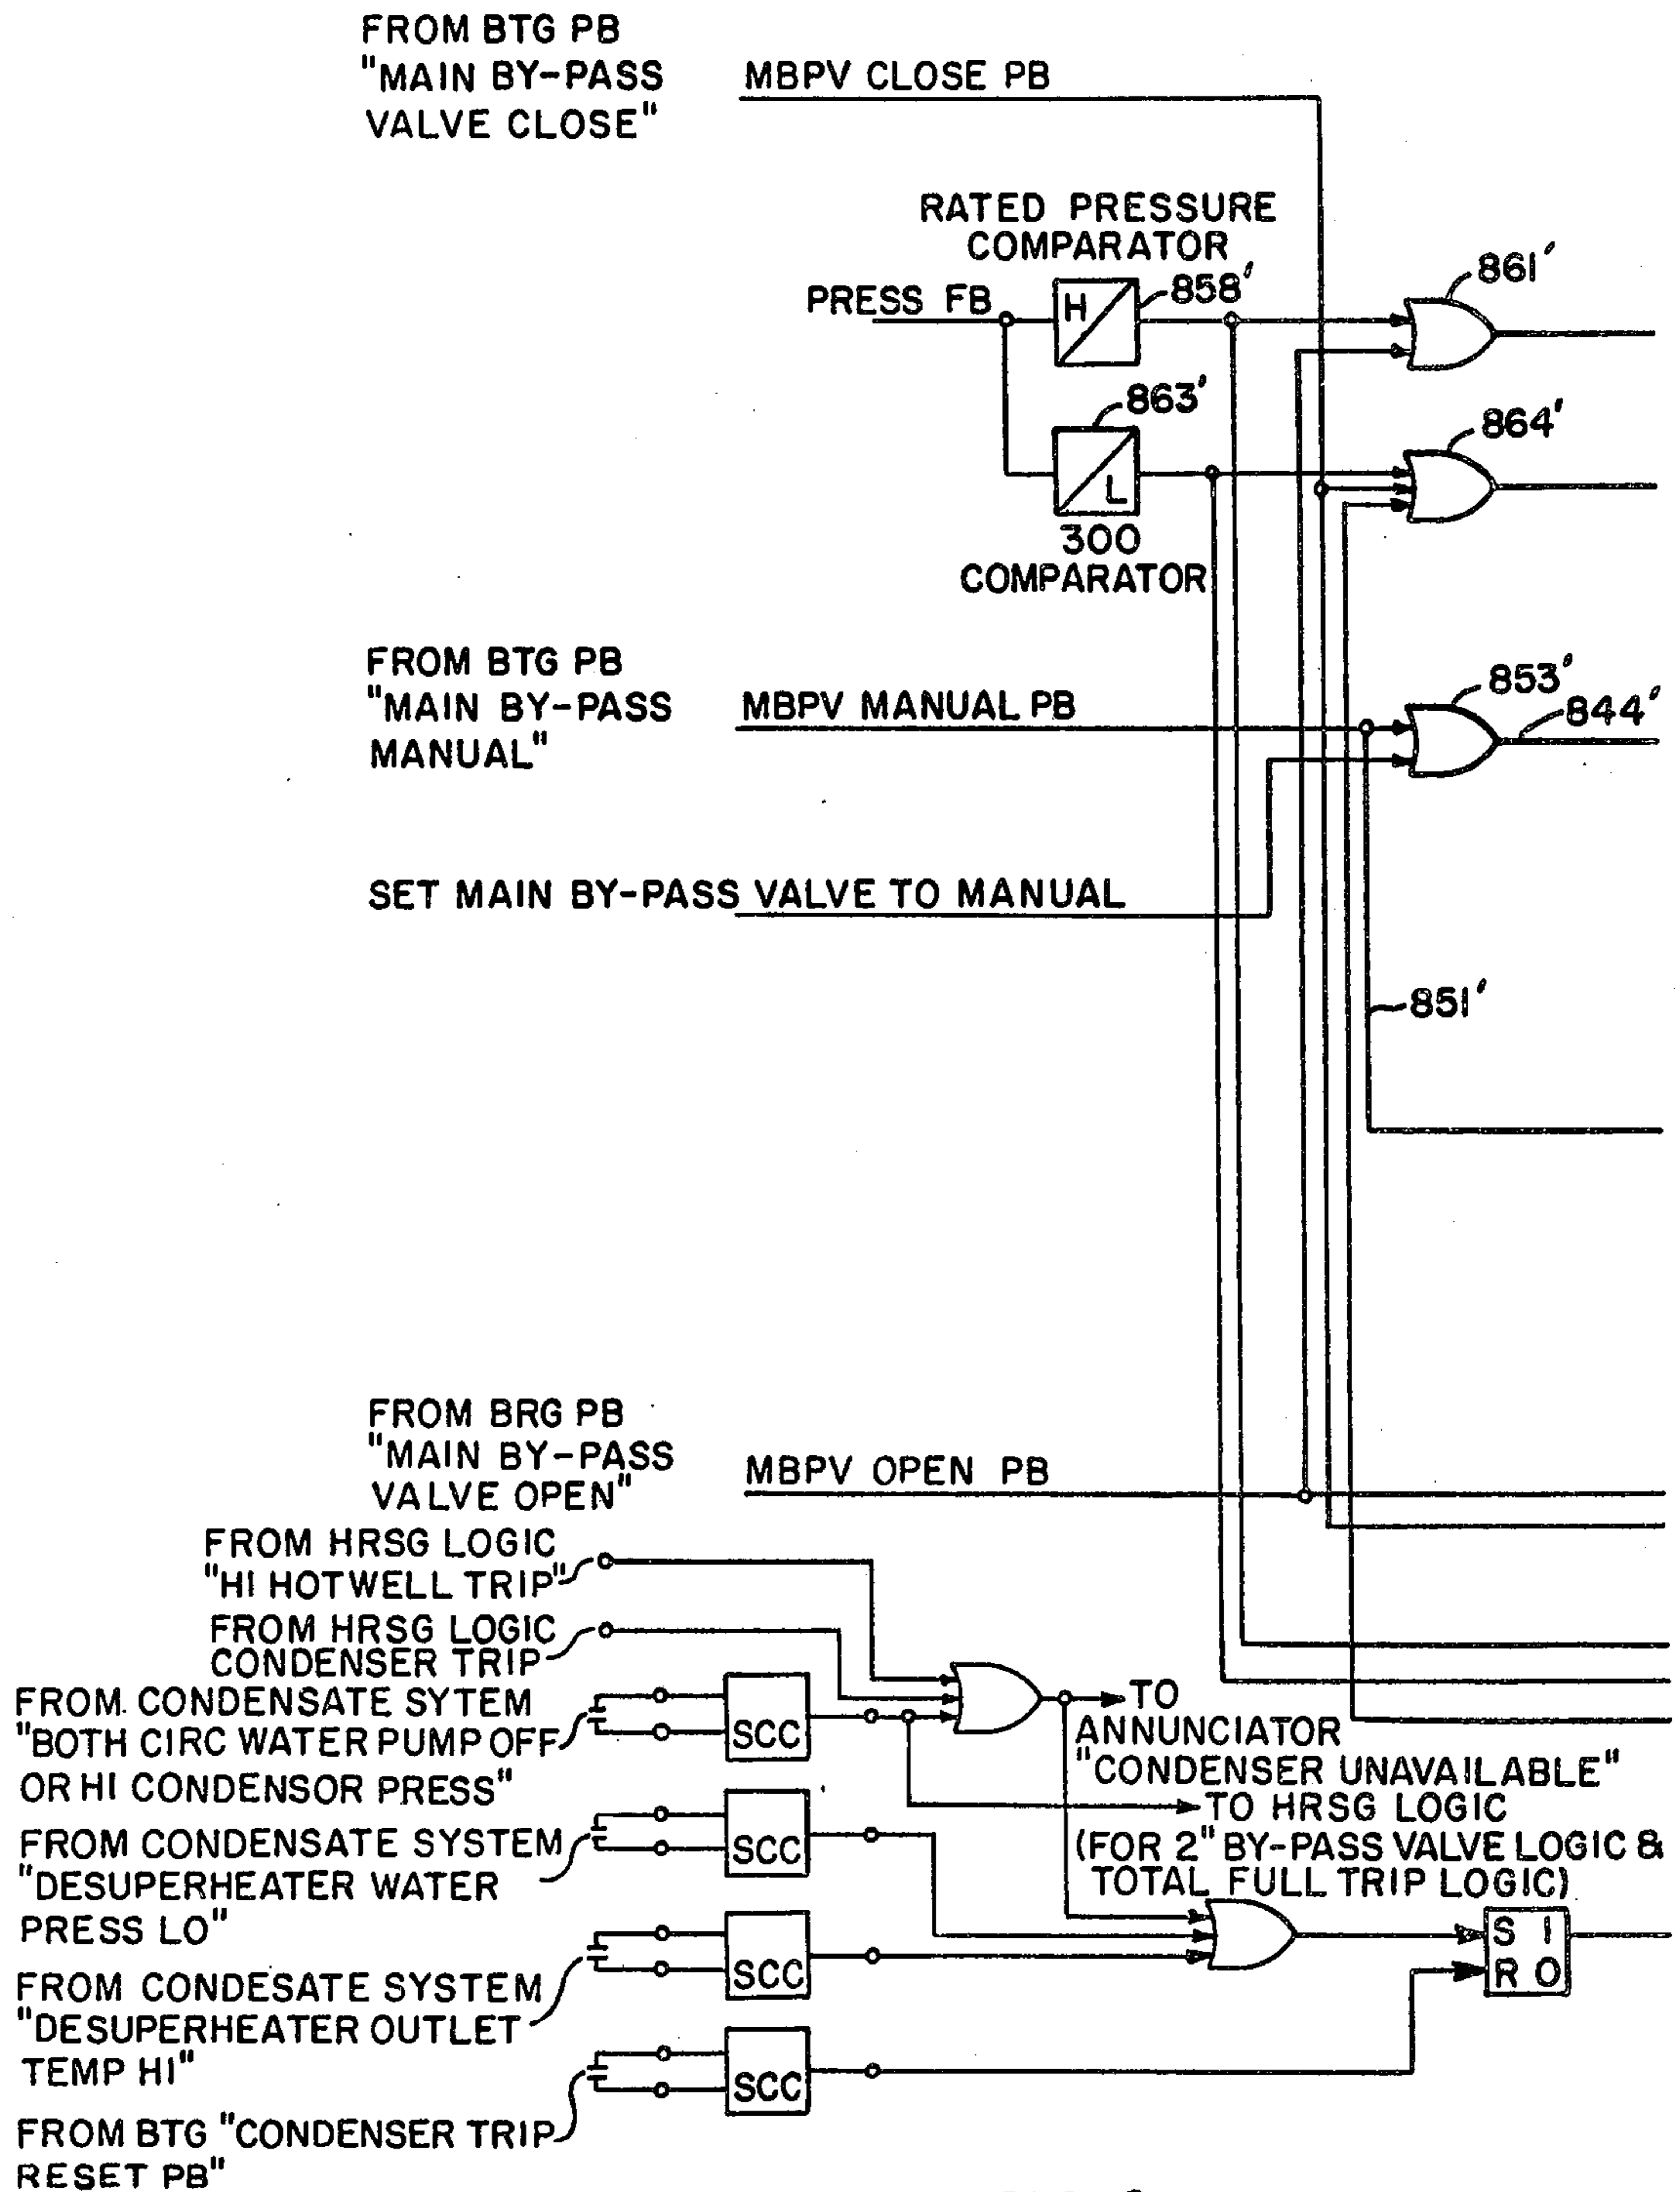 FROM BTG PB
"MAIN BY-PASS
VALVE CLOSE"
MBPV CLOSE PB
RATED PRESSURE
COMPARATOR
PRESS FB
H
858'
861'
863'
L
864'
300
COMPARATOR
FROM BTG PB
"MAIN BY-PASS
MANUAL"
MBPV MANUAL PB
853'
844'
SET MAIN BY-PASS VALVE TO MANUAL
851'
FROM BRG PB
"MAIN BY-PASS
VALVE OPEN"
MBPV OPEN PB
FROM HRSG LOGIC
"HI HOTWELL TRIP"
FROM HRSG LOGIC
CONDENSER TRIP
FROM CONDENSATE SYTEM
"BOTH CIRC WATER PUMP OFF
OR HI CONDENSOR PRESS"
SCC
TO
ANNUNCIATOR
"CONDENSER UNAVAILABLE"
TO HRSG LOGIC
(FOR 2" BY-PASS VALVE LOGIC &
TOTAL FULL TRIP LOGIC)
FROM CONDENSATE SYSTEM
"DESUPERHEATER WATER
PRESS LO"
SCC
FROM CONDESATE SYSTEM
"DESUPERHEATER OUTLET
TEMP HI"
SCC
S I
R O
FROM BTG "CONDENSER TRIP
RESET PB"
SCC